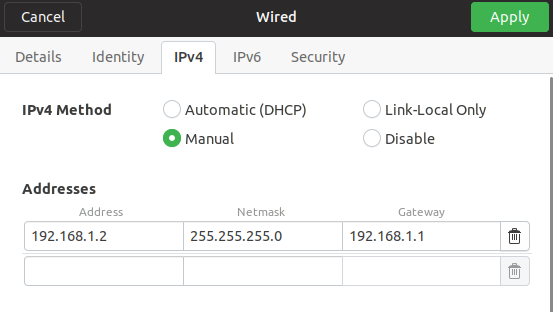 Cancel Wired Apply
Details Identity IPv4 IPv6 Security
IPv4 Method Automatic (DHCP) Link-Local Only
Manual Disable
Addresses
Address Netmask Gateway
192.168.1.2 255.255.255.0 192.168.1.1